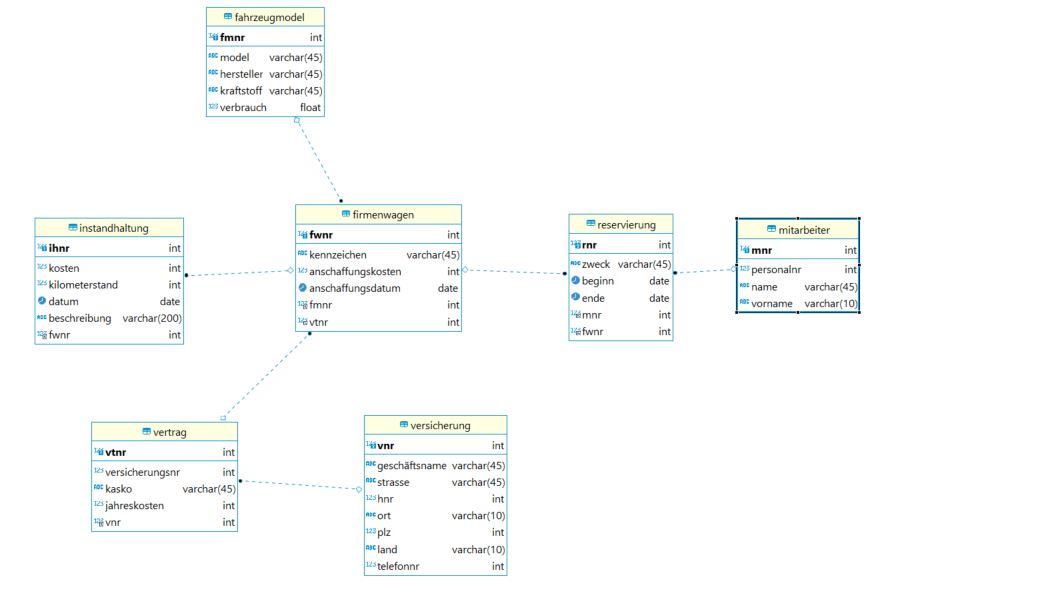 fahrzeugmodel
fmnr int
model varchar(45)
hersteller varchar(45)
kraftstoff varchar(45)
verbrauch float
instandhaltung
ihnr int
kosten int
kilometerstand int
datum date
beschreibung varchar(200)
fwnr int
firmenwagen
fwnr int
kennzeichen varchar(45)
anschaffungskosten int
anschaffungsdatum date
fmnr int
vtnr int
reservierung
rnr int
zweck varchar(45)
beginn date
ende date
mnr int
fwnr int
mitarbeiter
mnr int
personalnr int
name varchar(45)
vorname varchar(10)
vertrag
vtnr int
versicherungsnr int
kasko varchar(45)
jahreskosten int
vnr int
versicherung
vnr int
geschäftsname varchar(45)
strasse varchar(45)
hnr int
ort varchar(10)
plz int
land varchar(10)
telefonnr int